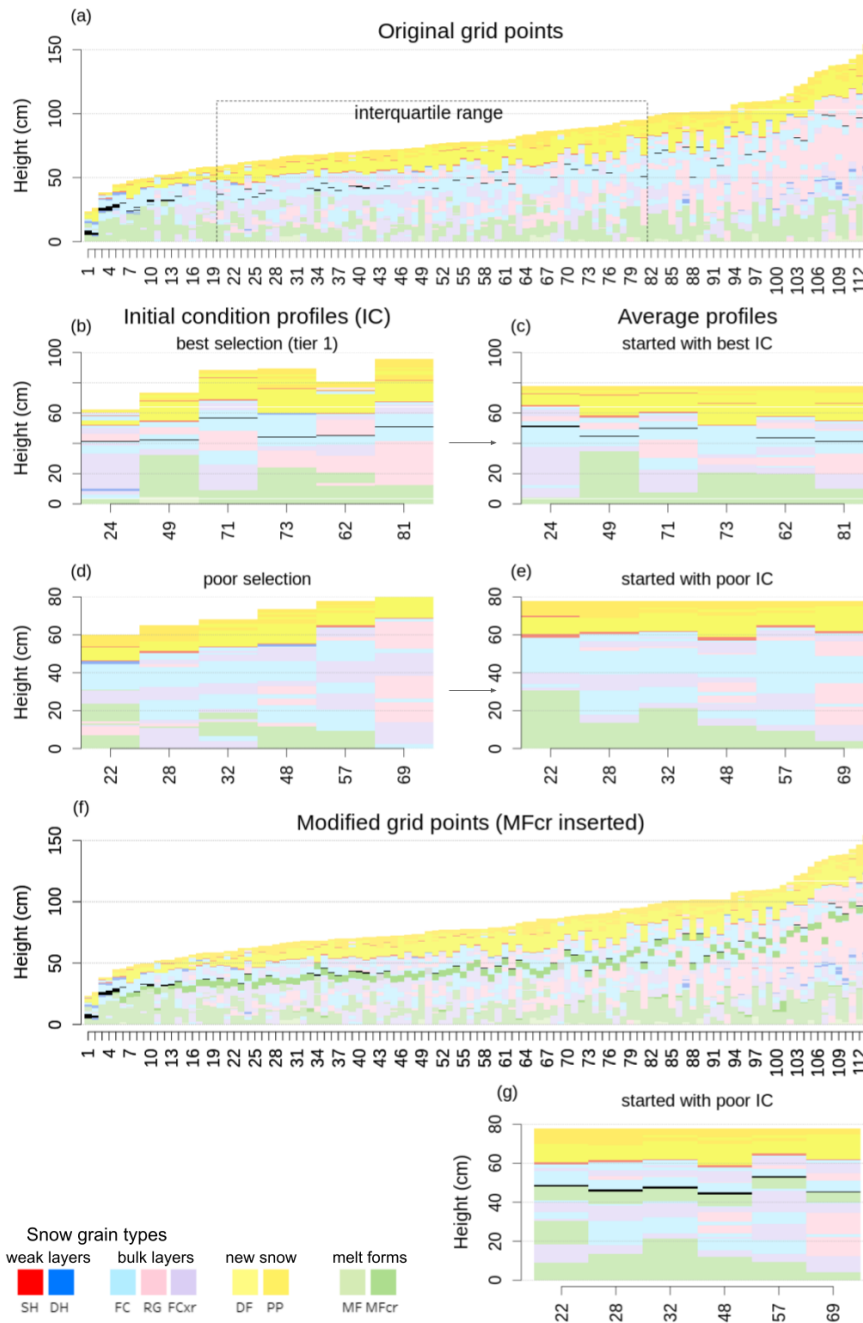 (a)
Original grid points
interquartile range
Height (cm)
0 50 100 150
1 4 7 10 13 16 19 22 25 28 31 34 37 40 43 46 49 52 55 58 61 64 67 70 73 76 79 82 85 88 91 94 97 100 103 106 109 112
(b)
Initial condition profiles (IC)
best selection (tier 1)
Height (cm)
0 20 60 100
24 49 71 73 62 81
(c)
Average profiles
started with best IC
0 20 60 100
24 49 71 73 62 81
(d)
poor selection
Height (cm)
0 20 40 60 80
22 28 32 48 57 69
(e)
started with poor IC
0 20 40 60 80
22 28 32 48 57 69
(f)
Modified grid points (MFcr inserted)
Height (cm)
0 50 100 150
1 4 7 10 13 16 19 22 25 28 31 34 37 40 43 46 49 52 55 58 61 64 67 70 73 76 79 82 85 88 91 94 97 100 103 106 109 112
(g)
started with poor IC
Height (cm)
0 20 40 60 80
22 28 32 48 57 69
Snow grain types
weak layers bulk layers new snow melt forms
SH DH FC RG FCxr DF PP MF MFcr